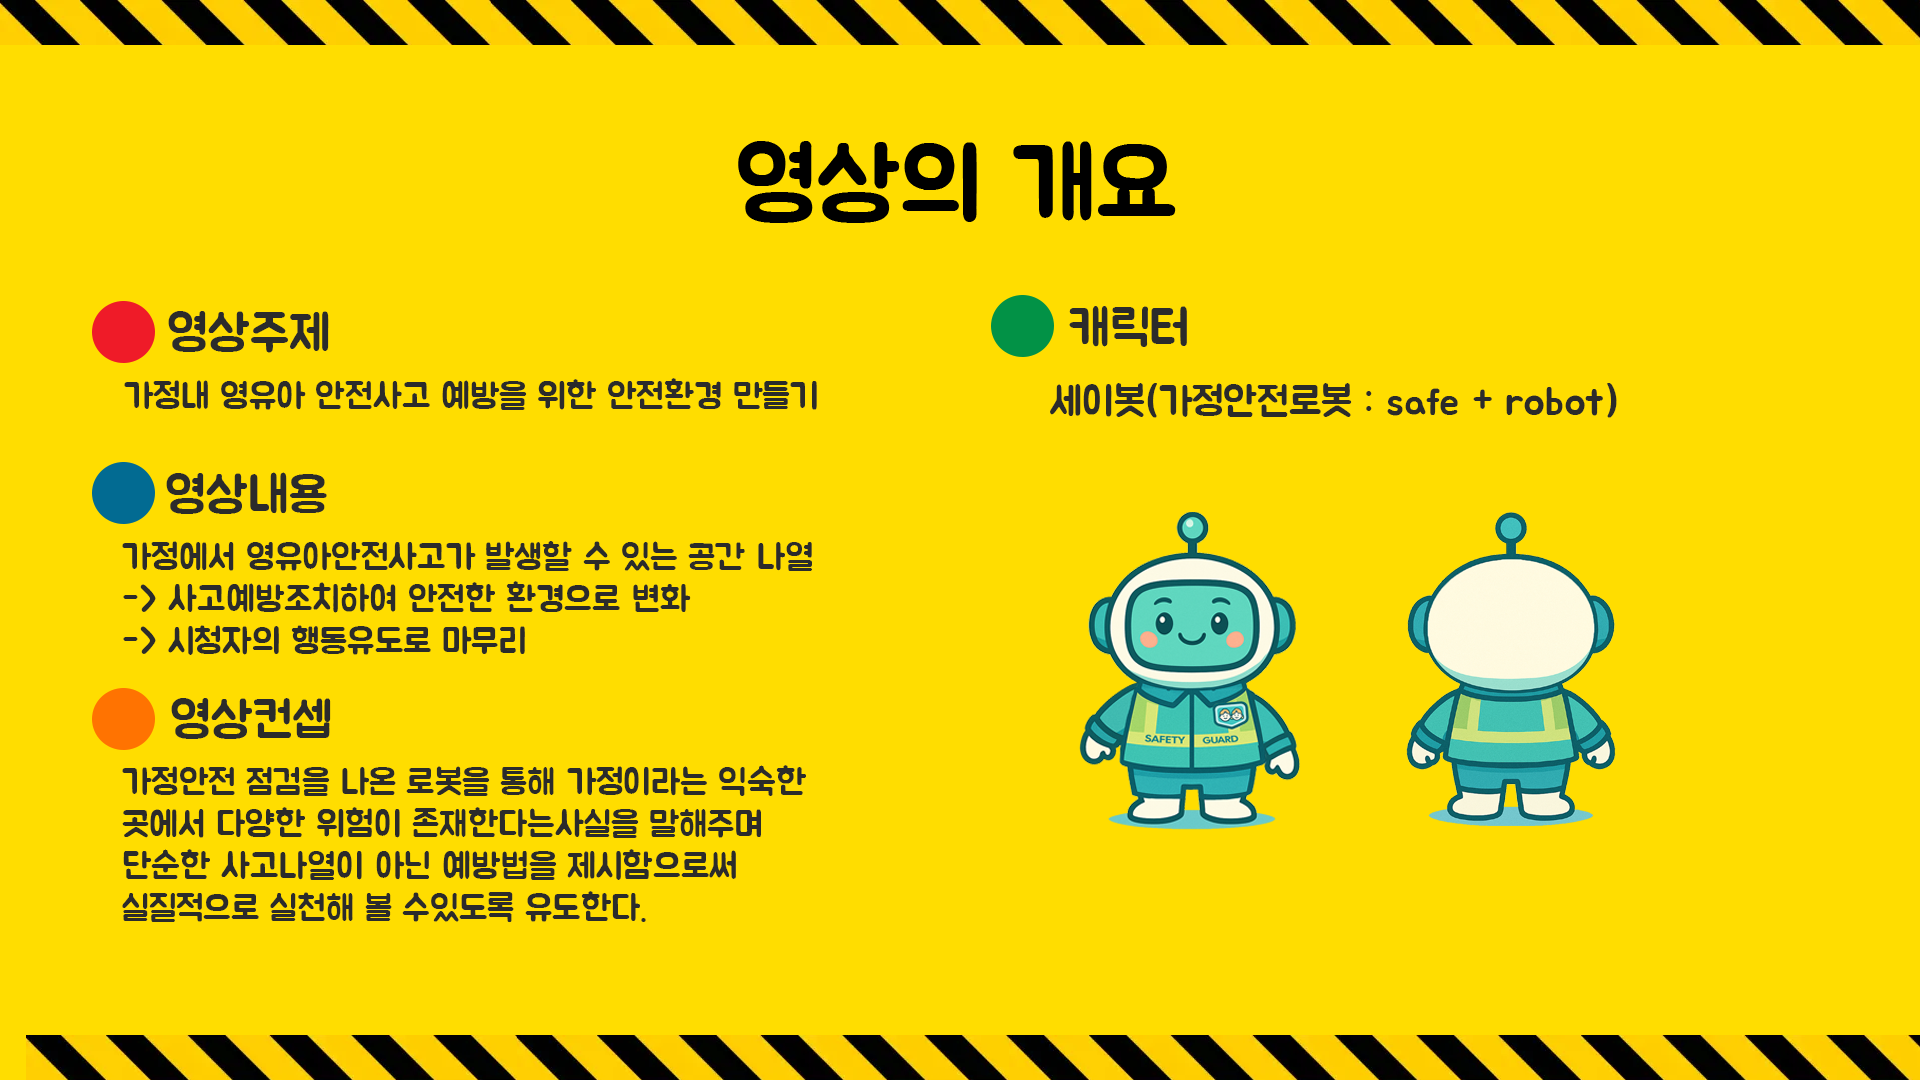 영상의 개요
영상주제
가정내 영유아 안전사고 예방을 위한 안전환경 만들기
영상내용
가정에서 영유아안전사고가 발생할 수 있는 공간 나열
-> 사고예방조치하여 안전한 환경으로 변화
-> 시청자의 행동유도로 마무리
영상컨셉
가정안전 점검을 나온 로봇을 통해 가정이라는 익숙한
곳에서 다양한 위험이 존재한다는사실을 말해주며
단순한 사고나열이 아닌 예방법을 제시함으로써
실질적으로 실천해 볼 수있도록 유도한다.
캐릭터
세이봇(가정안전로봇 : safe + robot)
SAFETY GUARD